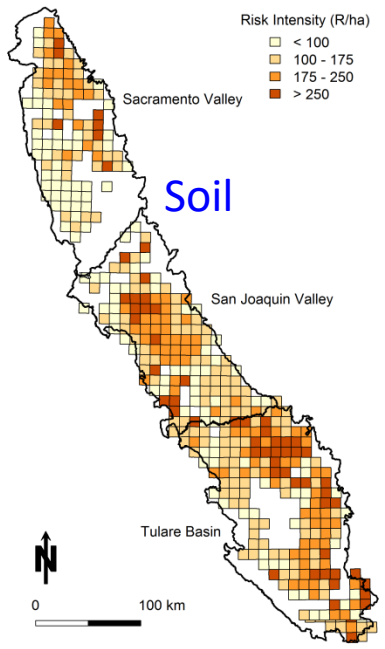 Risk Intensity (R/ha)
< 100
100 - 175
175 - 250
> 250
Sacramento Valley
Soil
San Joaquin Valley
Tulare Basin
N
0 100 km